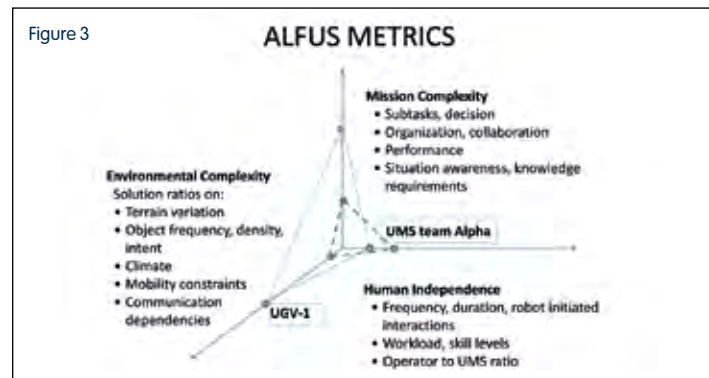 Figure 3
ALFUS METRICS
Mission Complexity
• Subtasks, decision
• Organization, collaboration
• Performance
• Situation awareness, knowledge
requirements
Environmental Complexity
Solution ratios on:
• Terrain variation
• Object frequency, density,
intent
• Climate
• Mobility constraints
• Communication
dependencies
UMS team Alpha
UGV-1
Human Independence
• Frequency, duration, robot initiated
interactions
• Workload, skill levels
• Operator to UMS ratio